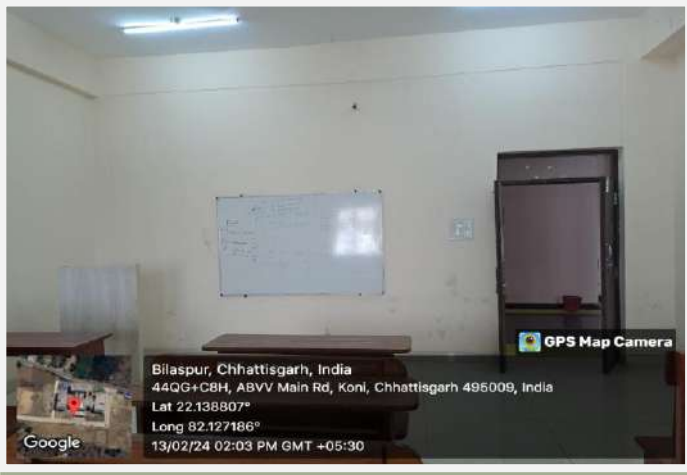 GPS Map Camera
Bilaspur, Chhattisgarh, India
44QG+C8H, ABVV Main Rd, Koni, Chhattisgarh 495009, India
Lat 22.138807°
Long 82.127186°
13/02/24 02:03 PM GMT +05:30
Google